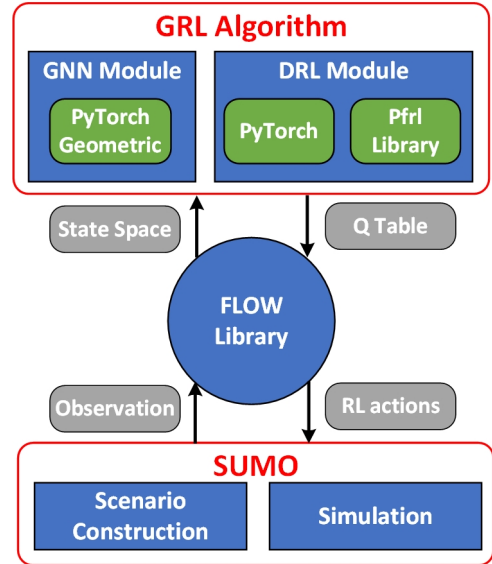 GRL Algorithm
GNN Module
PyTorch
Geometric
DRL Module
PyTorch
Pfrl
Library
State Space
Q Table
FLOW
Library
Observation
RL actions
SUMO
Scenario
Construction
Simulation